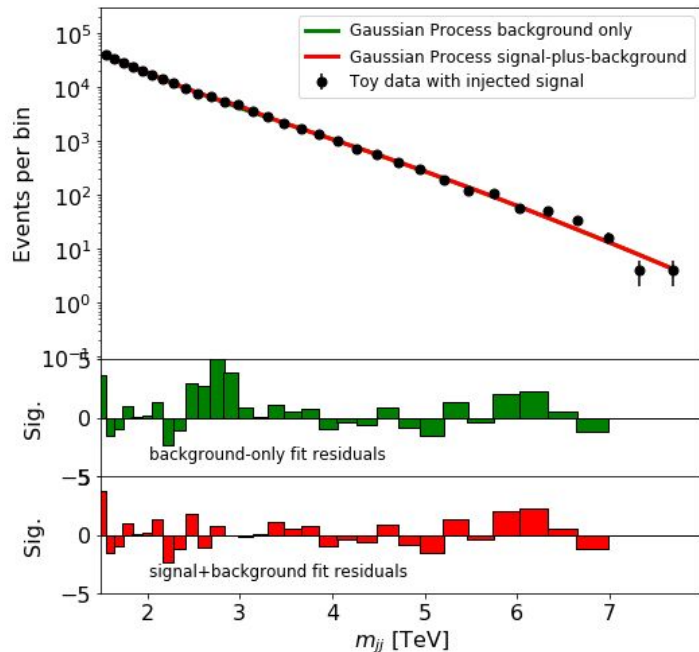 Gaussian Process background only
Gaussian Process signal-plus-background
Toy data with injected signal
Events per bin
10⁵
10⁴
10³
10²
10¹
10⁰
10⁻¹
5
0
Sig.
background-only fit residuals
−5
5
0
Sig.
signal+background fit residuals
−5
2 3 4 5 6 7
m_jj [TeV]